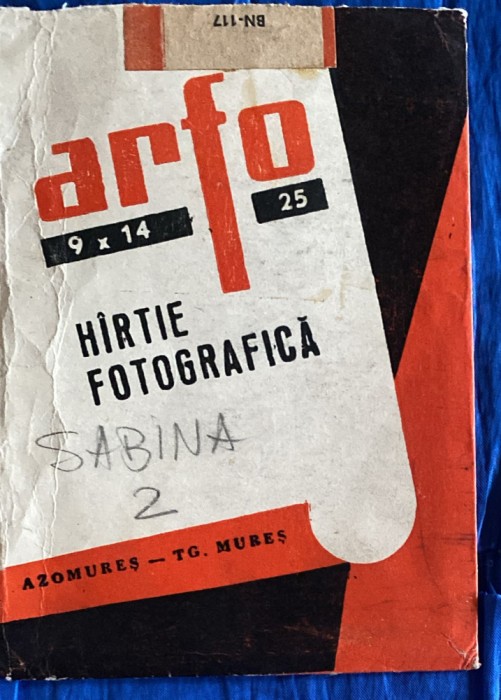 BN-117
arfo
9 x 14 25
HÎRTIE
FOTOGRAFICĂ
SABINA
2
AZOMUREȘ — TG. MUREȘ